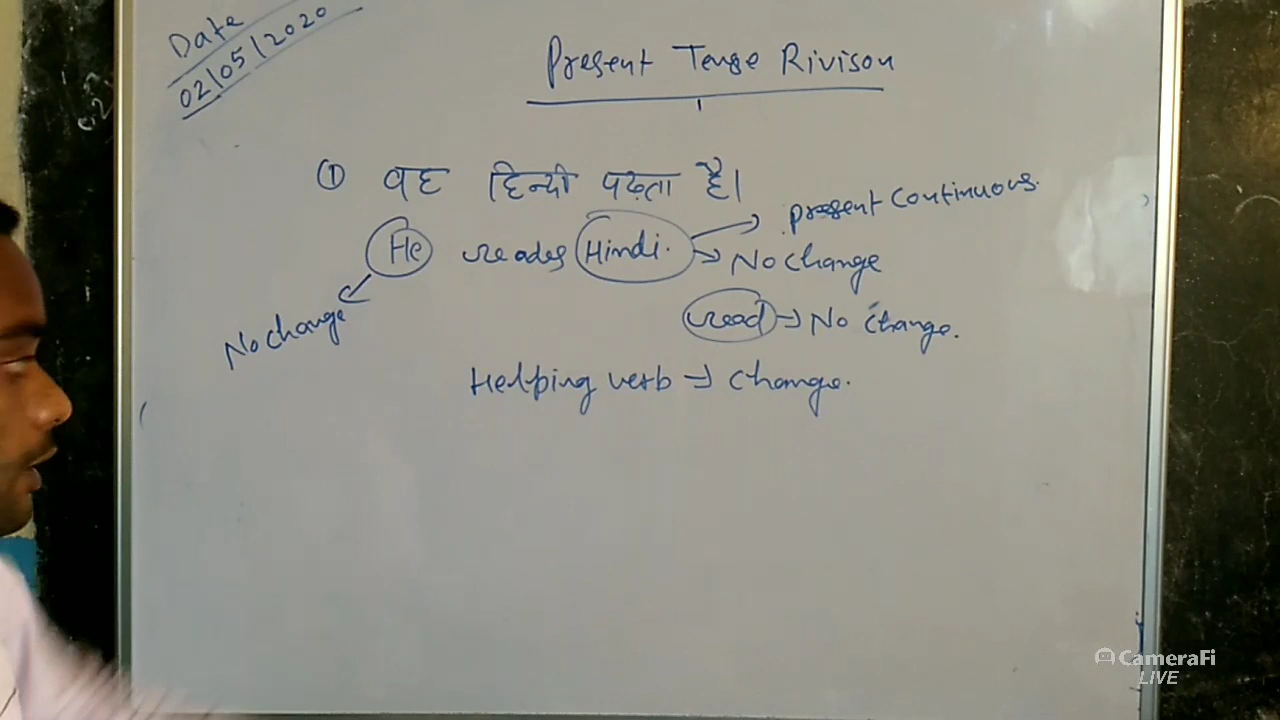 Date
02/05/2020
Present Tense Rivison
① वह हिन्दी पढ़ता है।
He reades Hindi. → present continuous.
→ No change
No change
read → No change.
Helping verb → change.
CameraFi
LIVE